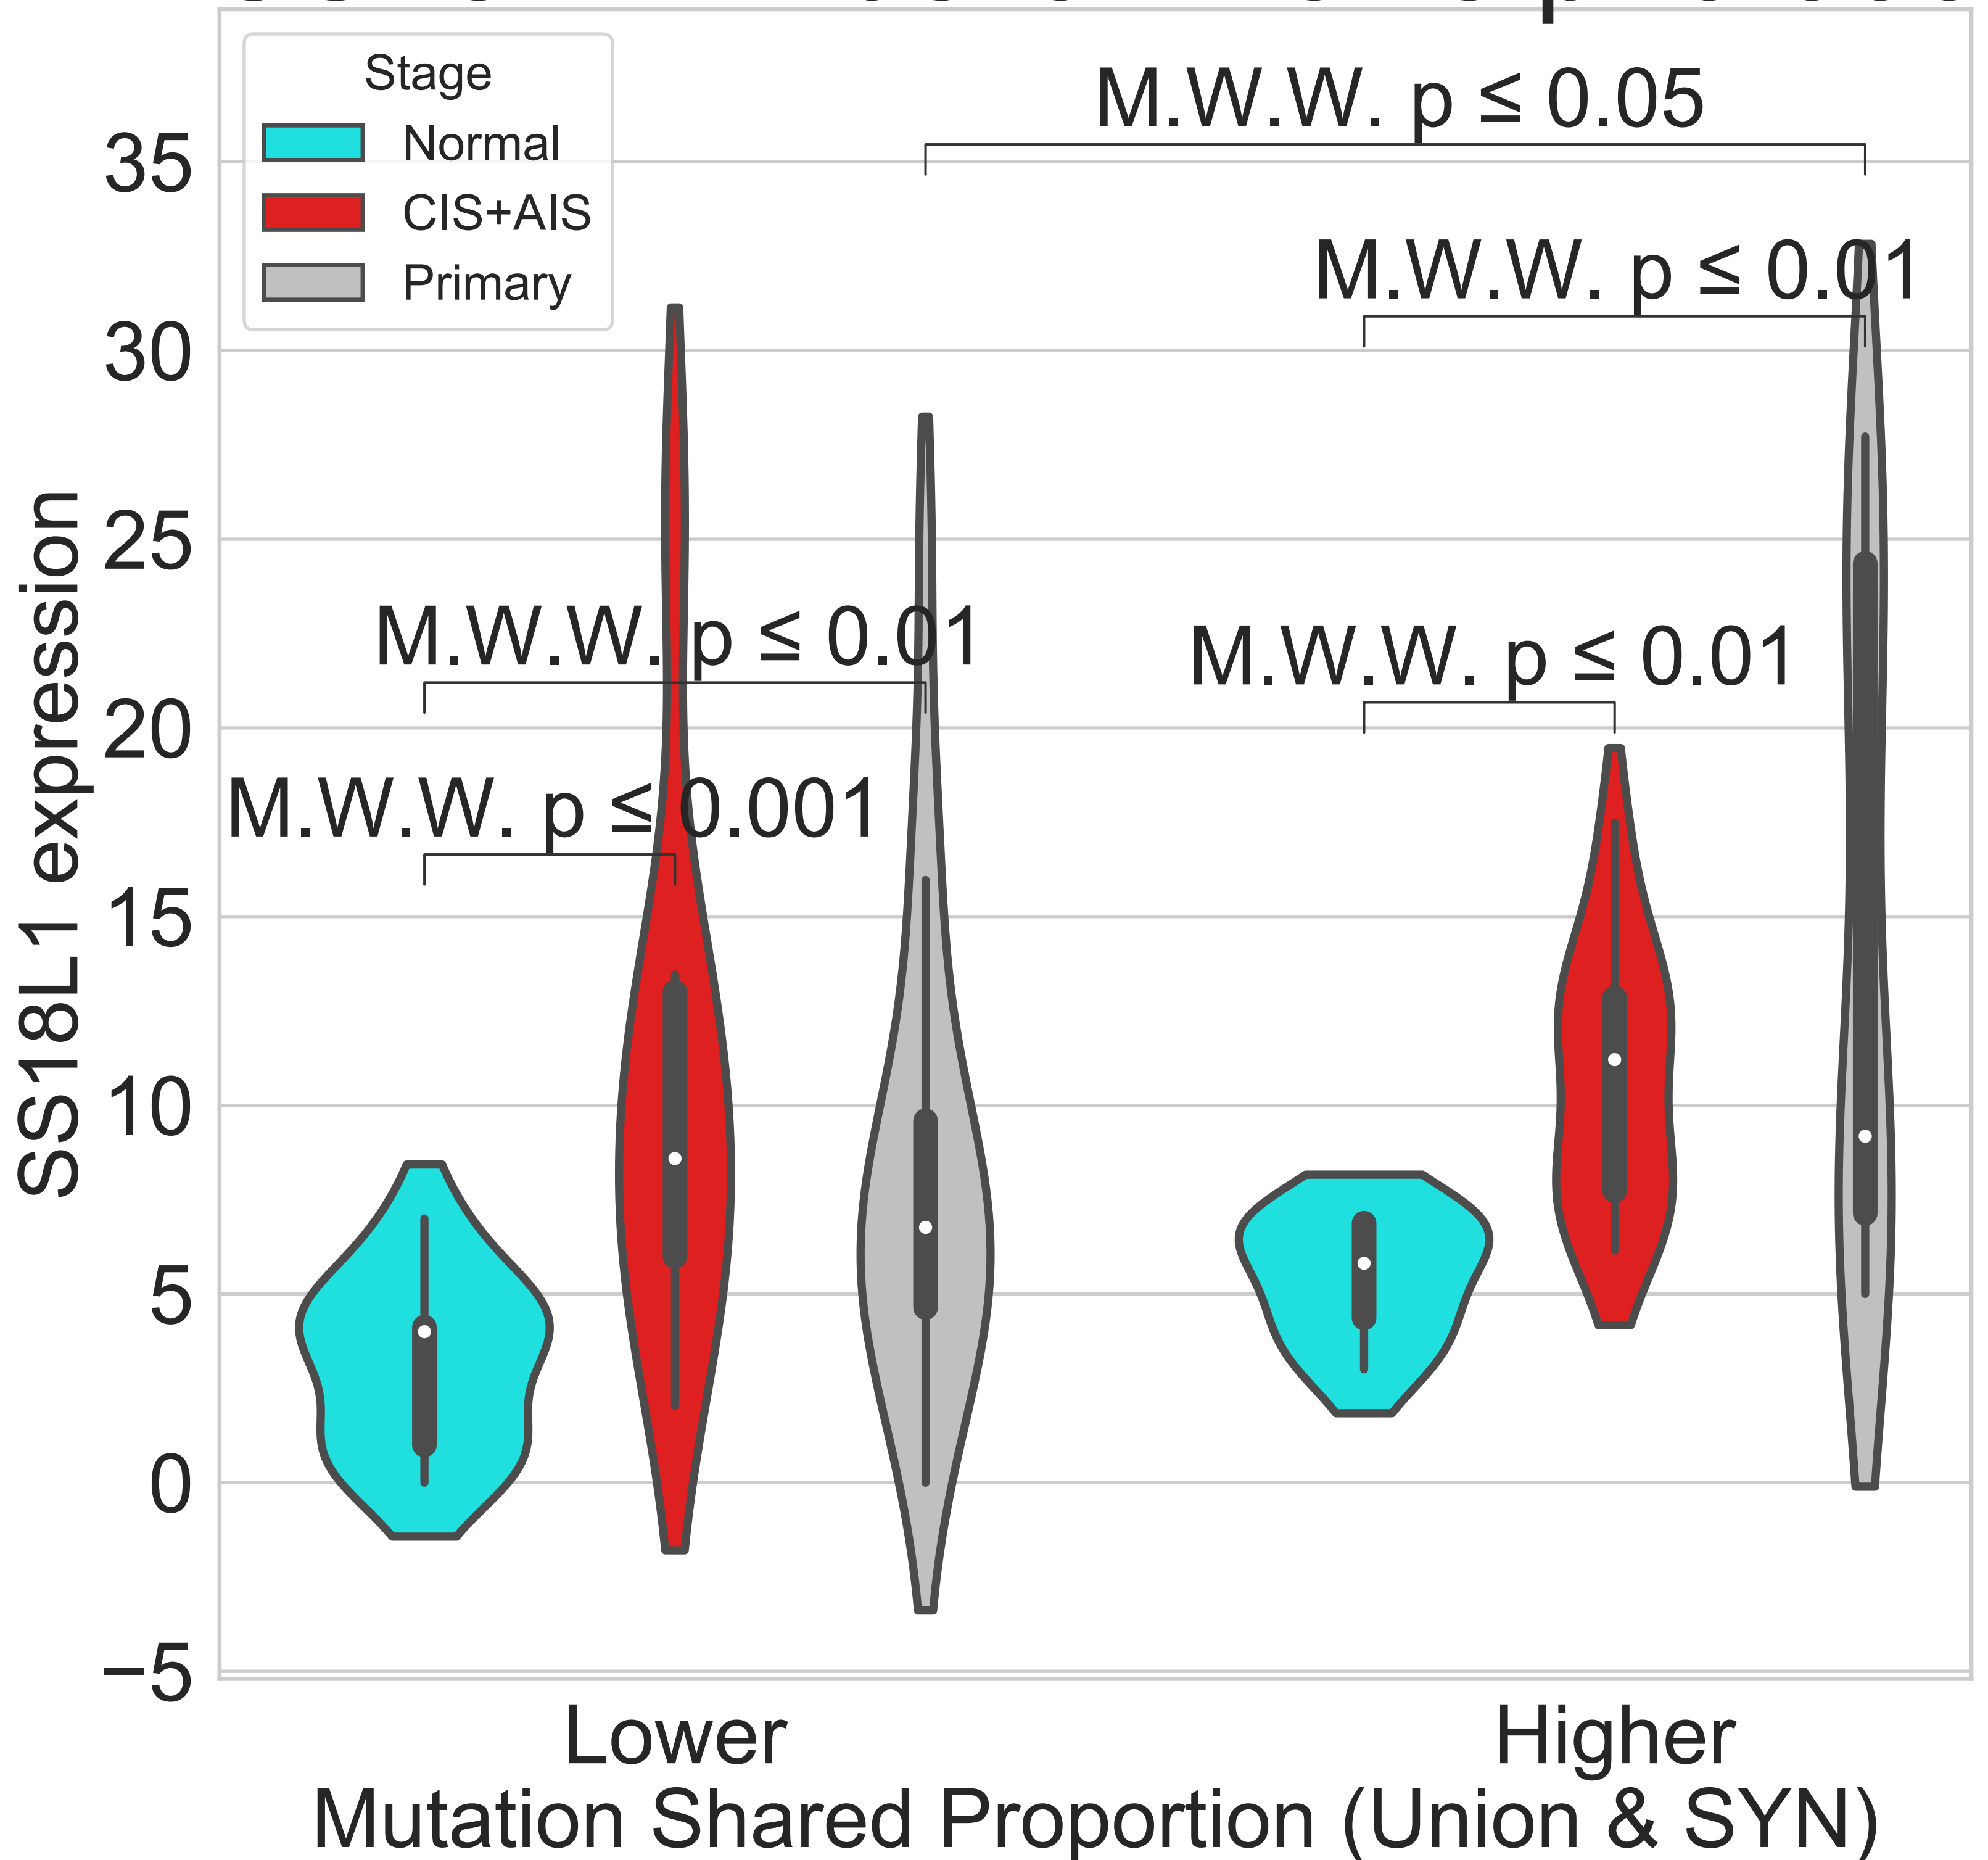 Stage
Normal
CIS+AIS
Primary
M.W.W. p ≤ 0.05
M.W.W. p ≤ 0.01
M.W.W. p ≤ 0.01
M.W.W. p ≤ 0.01
M.W.W. p ≤ 0.001
35
30
25
20
15
10
5
0
−5
SS18L1 expression
Lower
Higher
Mutation Shared Proportion (Union & SYN)